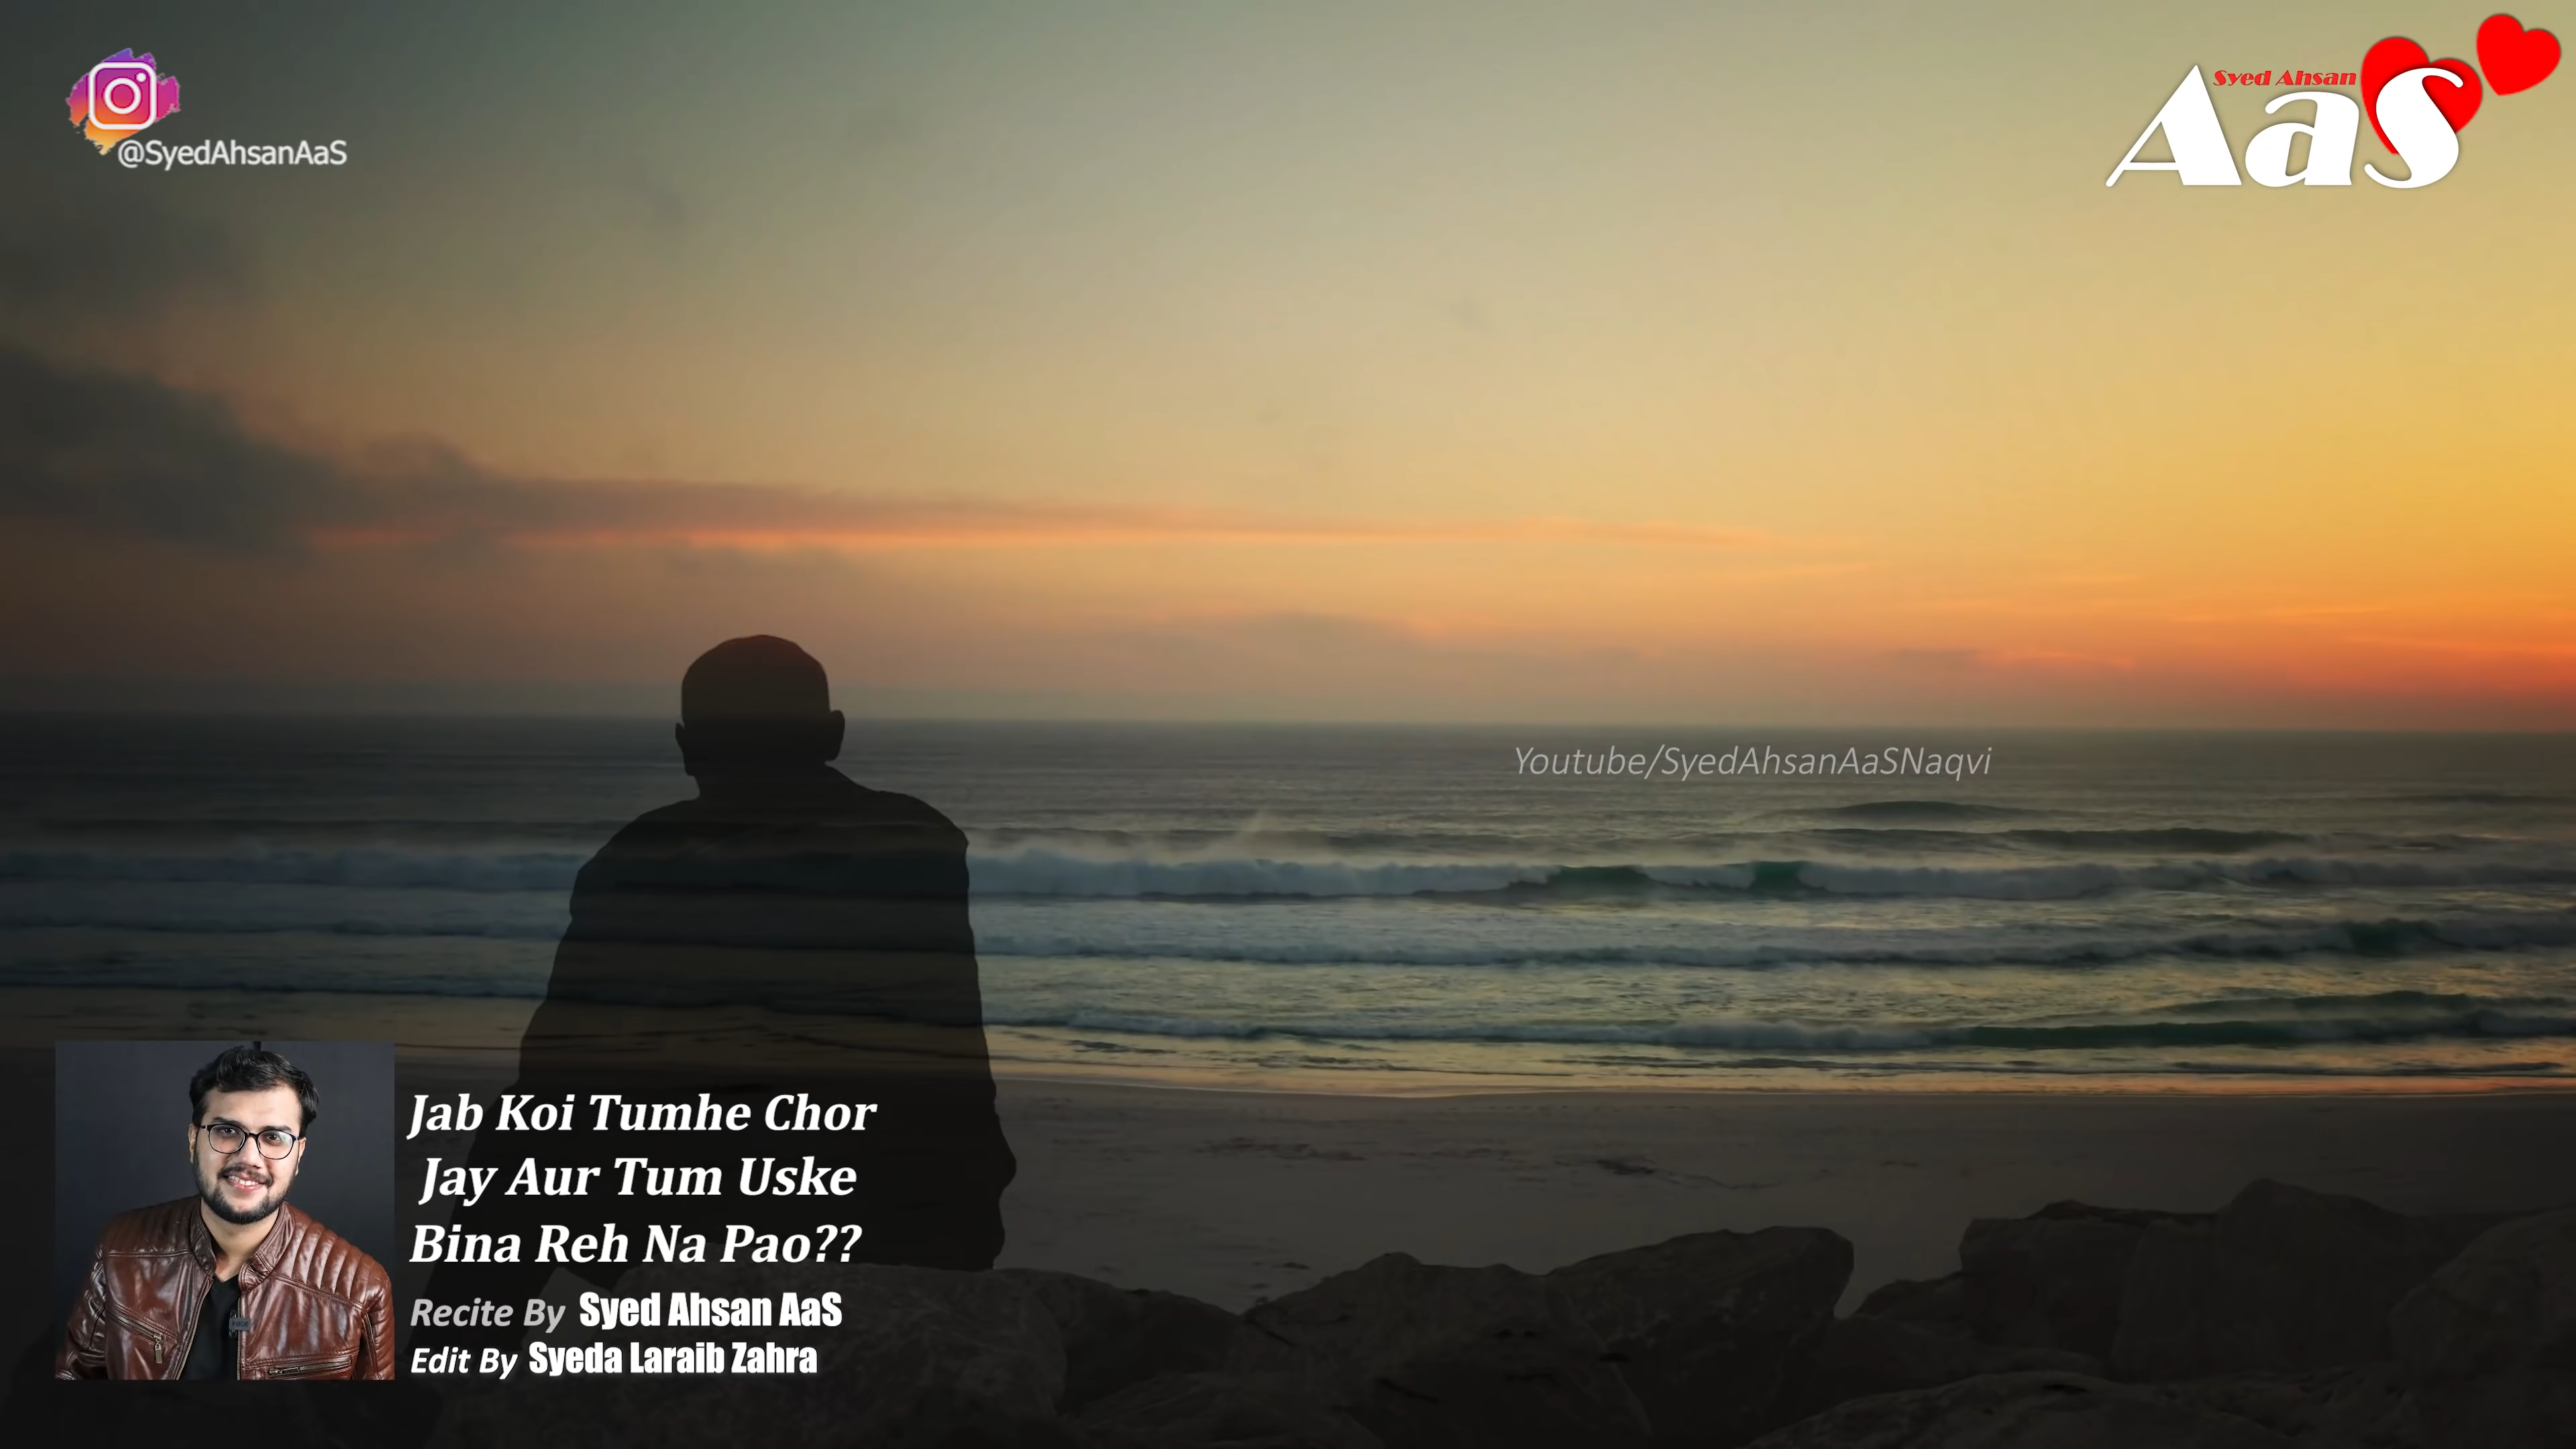 @SyedAhsanAaS
Syed Ahsan
AaS
Youtube/SyedAhsanAaSNaqvi
Jab Koi Tumhe Chor
Jay Aur Tum Uske
Bina Reh Na Pao??
Recite By Syed Ahsan AaS
Edit By Syeda Laraib Zahra